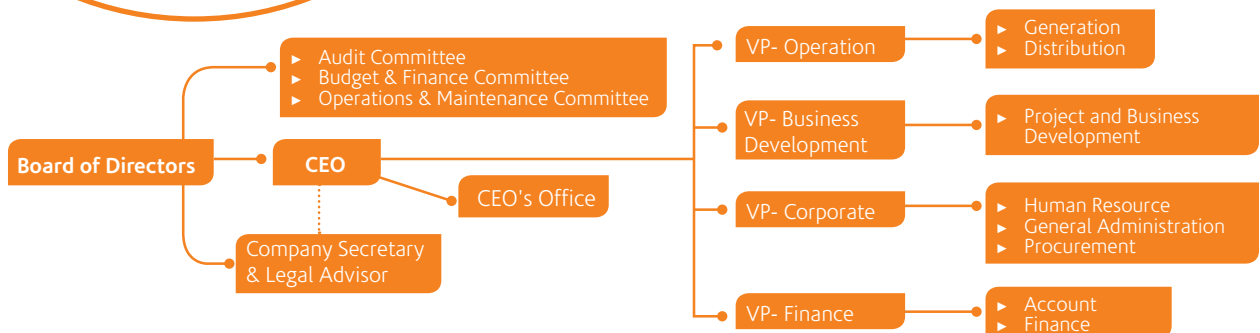 Board of Directors
► Audit Committee
► Budget & Finance Committee
► Operations & Maintenance Committee
CEO
CEO's Office
Company Secretary
& Legal Advisor
VP- Operation
► Generation
► Distribution
VP- Business
Development
► Project and Business
Development
VP- Corporate
► Human Resource
► General Administration
► Procurement
VP- Finance
► Account
► Finance